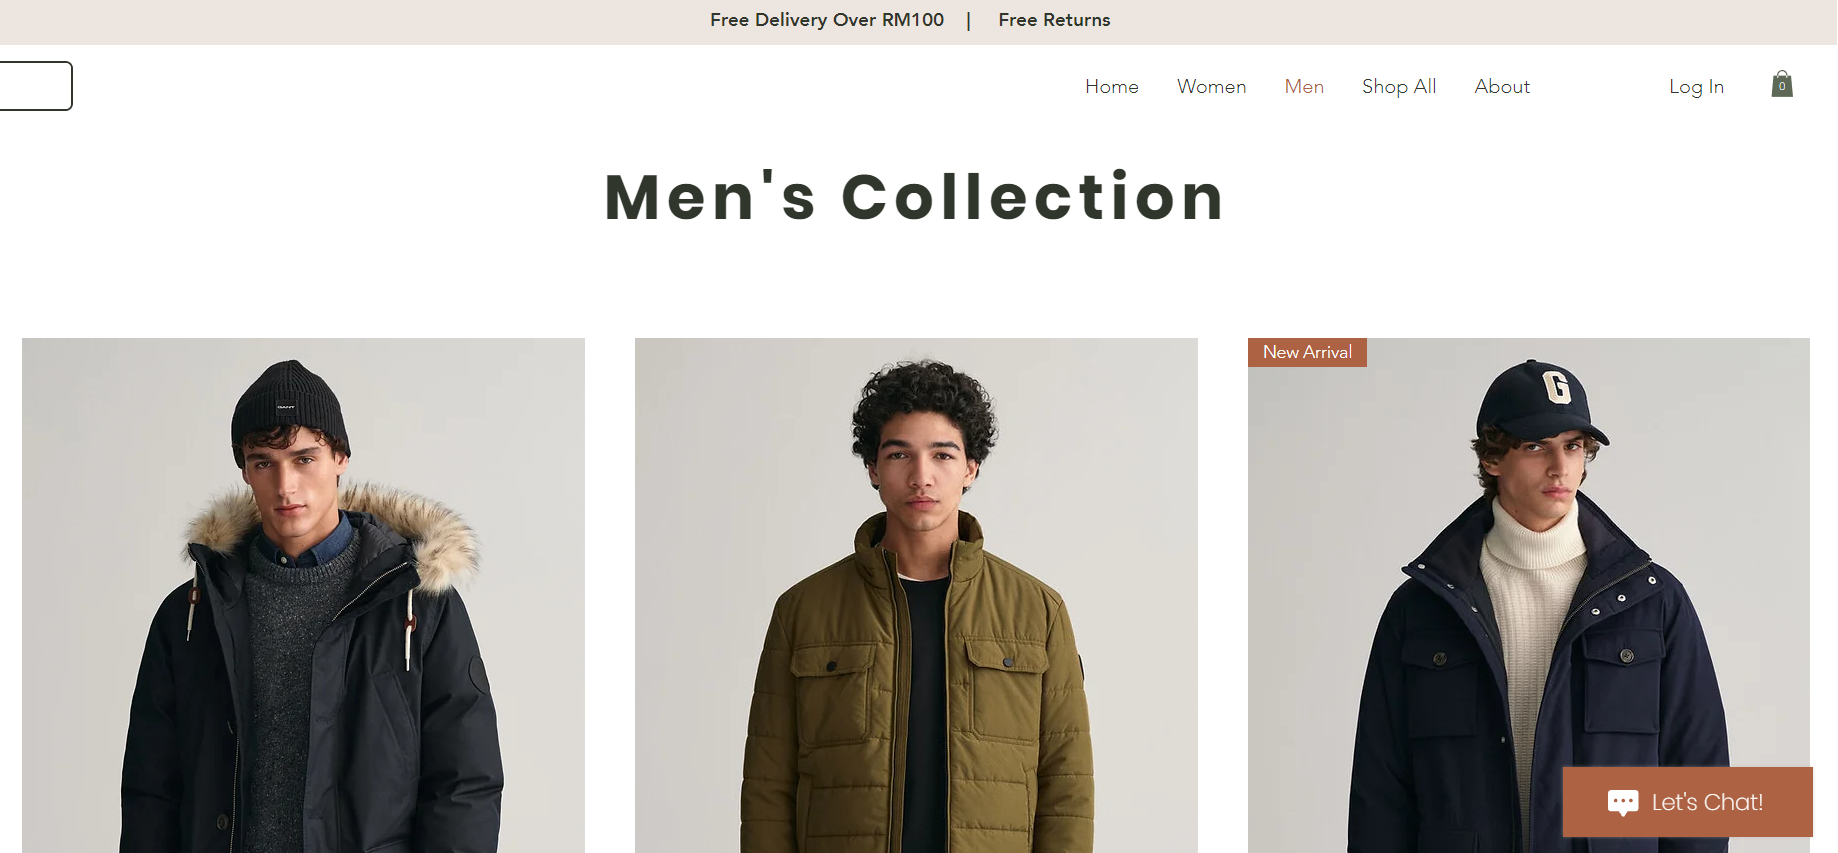 Free Delivery Over RM100 | Free Returns
Home Women Men Shop All About Log In 0
Men's Collection
New Arrival
GANT
G
Let's Chat!